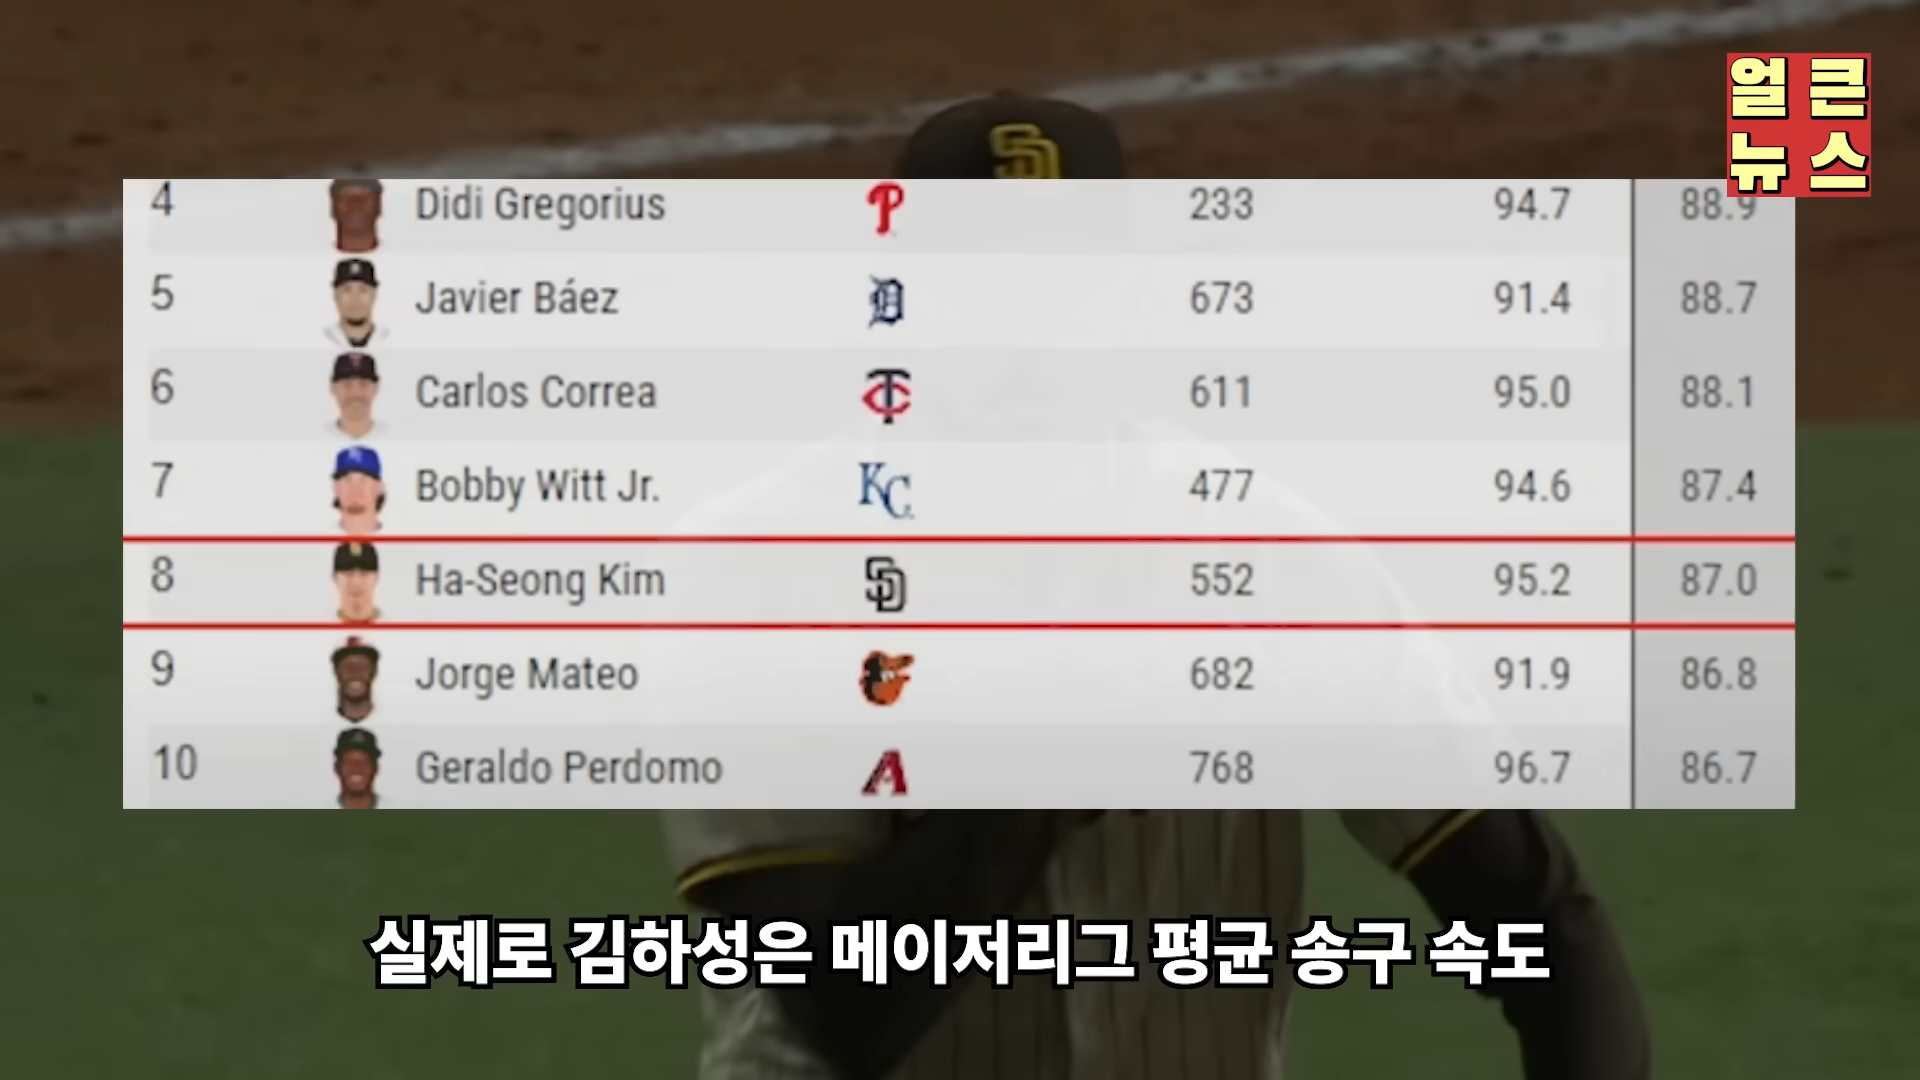 얼큰
뉴스
SD
4 Didi Gregorius P 233 94.7 88.9
5 Javier Báez D 673 91.4 88.7
6 Carlos Correa TC 611 95.0 88.1
7 Bobby Witt Jr. KC 477 94.6 87.4
8 Ha-Seong Kim SD 552 95.2 87.0
9 Jorge Mateo 682 91.9 86.8
10 Geraldo Perdomo A 768 96.7 86.7
실제로 김하성은 메이저리그 평균 송구 속도